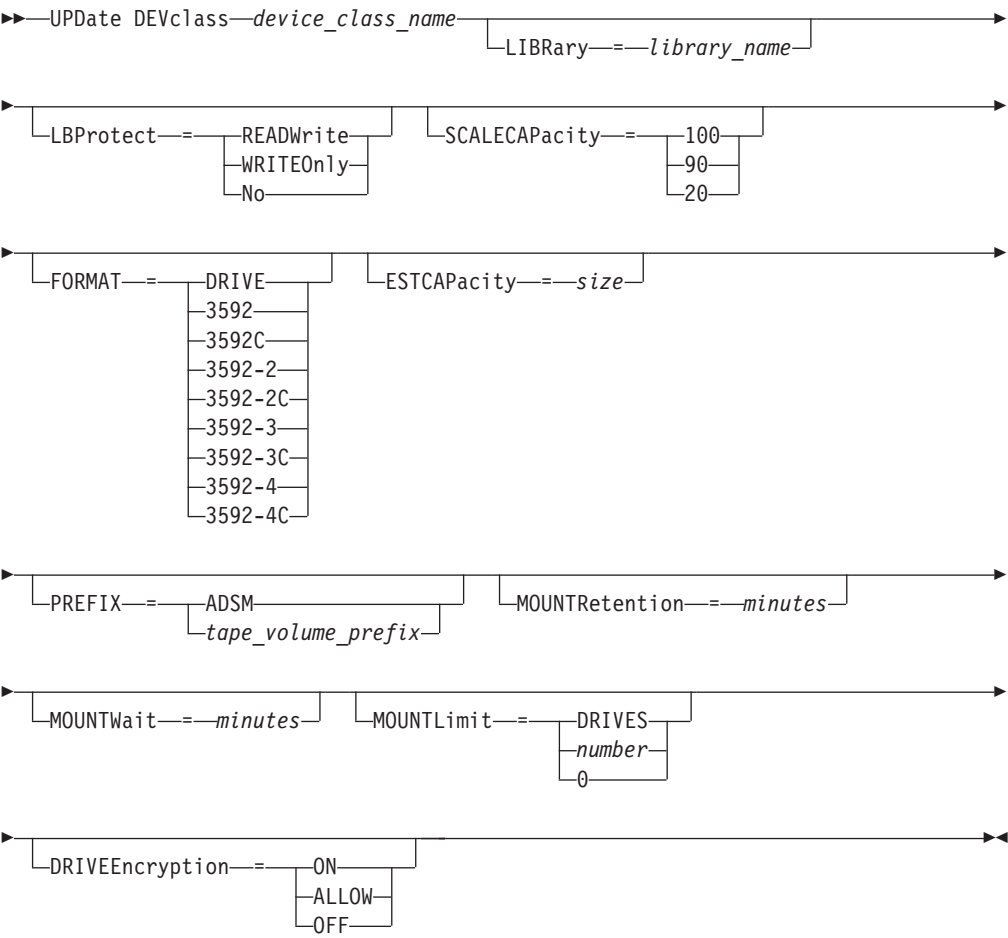 UPDate DEVclass device_class_name
LIBRary = library_name
LBProtect = READWrite
WRITEOnly
No
SCALECAPacity = 100
90
20
FORMAT = DRIVE
3592
3592C
3592-2
3592-2C
3592-3
3592-3C
3592-4
3592-4C
ESTCAPacity = size
PREFIX = ADSM
tape_volume_prefix
MOUNTRetention = minutes
MOUNTWait = minutes
MOUNTLimit = DRIVES
number
0
DRIVEEncryption = ON
ALLOW
OFF